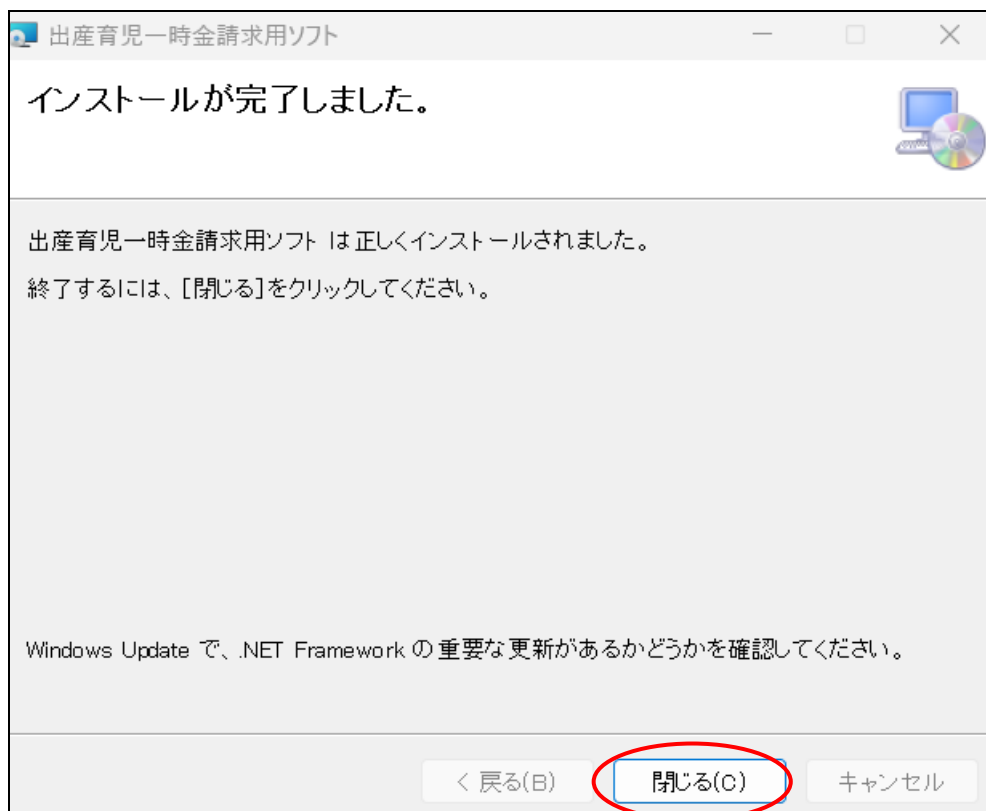 出産育児一時金請求用ソフト
インストールが完了しました。
出産育児一時金請求用ソフト は正しくインストールされました。
終了するには、[閉じる]をクリックしてください。
Windows Update で、.NET Framework の重要な更新があるかどうかを確認してください。
< 戻る(B) 閉じる(C) キャンセル